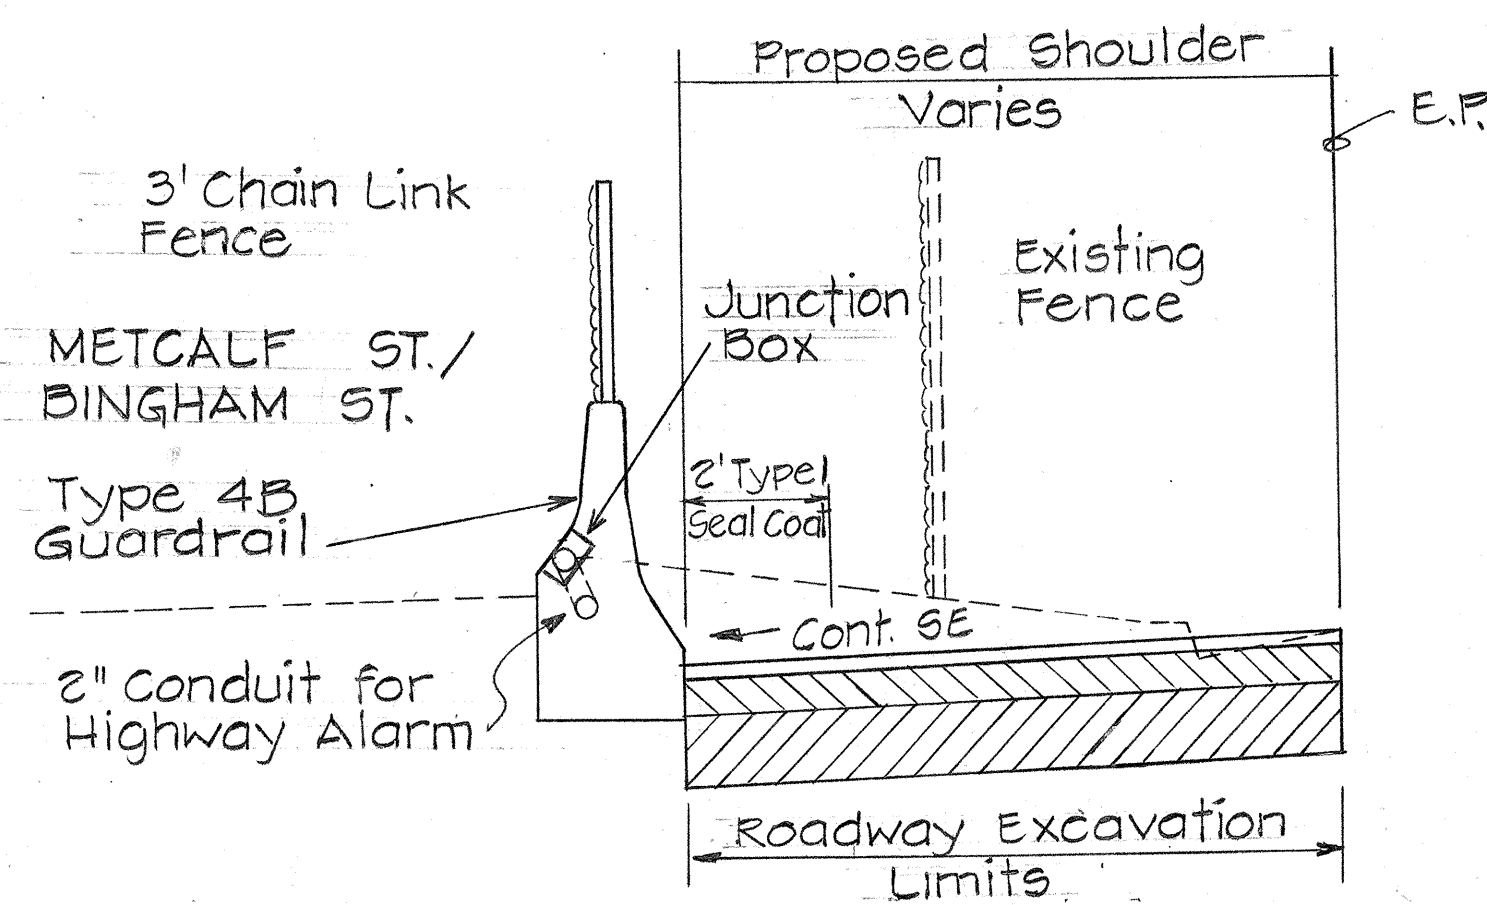 Proposed Shoulder
Varies
E.P.
3' Chain Link
Fence
Existing
Fence
Junction
Box
METCALF ST./
BINGHAM ST.
2' Type 1
Seal Coat
Type 4B
Guardrail
Cont. SE
2" Conduit for
Highway Alarm
Roadway Excavation
Limits